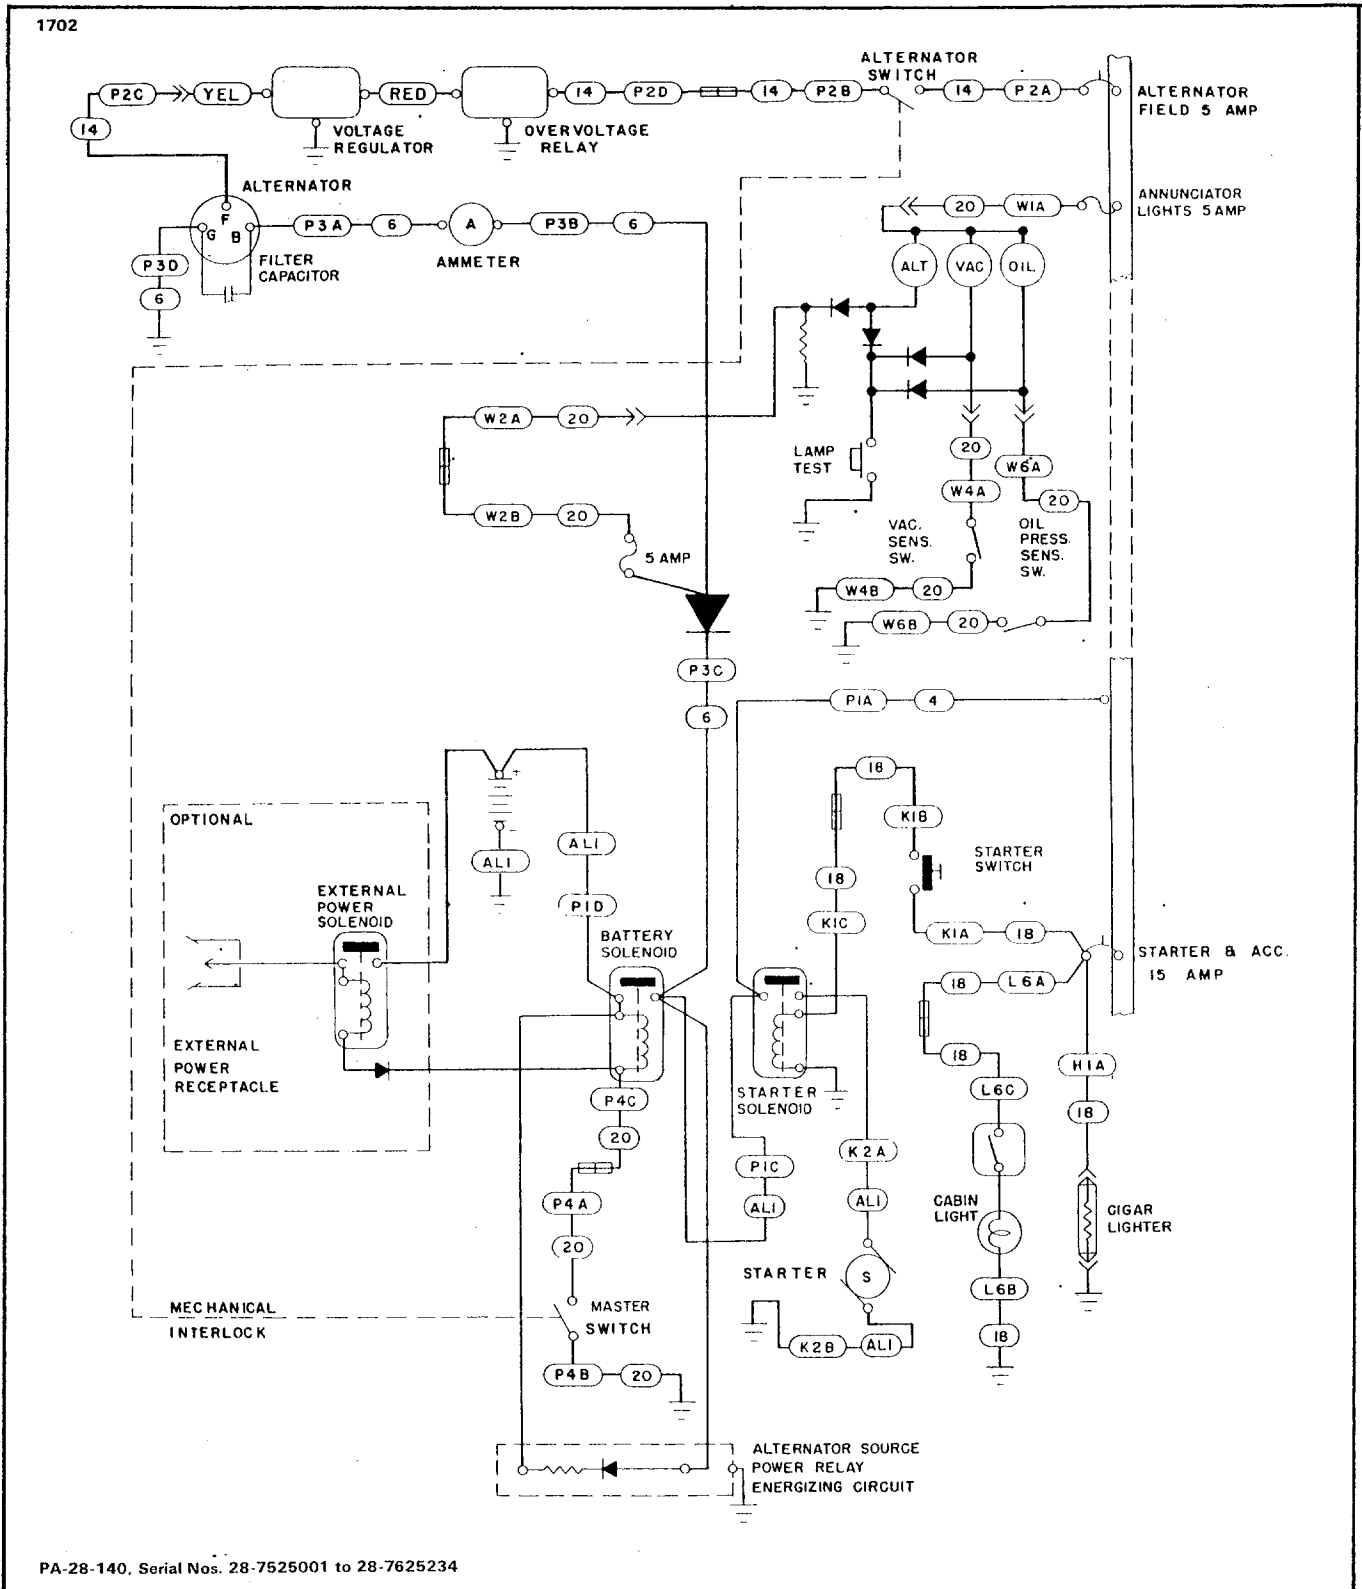 1702
ALTERNATOR
SWITCH
P2C
YEL
RED
14
P2D
14
P2B
14
P2A
ALTERNATOR
FIELD 5 AMP
14
VOLTAGE
REGULATOR
OVERVOLTAGE
RELAY
ALTERNATOR
F
G
B
P3A
6
A
P3B
6
AMMETER
FILTER
CAPACITOR
P3D
6
20
W1A
ANNUNCIATOR
LIGHTS 5AMP
ALT
VAC
OIL
W2A
20
W2B
20
5 AMP
LAMP
TEST
20
W4A
W6A
20
VAC.
SENS.
SW.
OIL
PRESS.
SENS.
SW.
W4B
20
W6B
20
P3C
6
P1A
4
18
K1B
STARTER
SWITCH
18
K1C
K1A
18
STARTER & ACC.
15 AMP
18
L6A
OPTIONAL
+
-
AL1
AL1
P1D
EXTERNAL
POWER
SOLENOID
BATTERY
SOLENOID
EXTERNAL
POWER
RECEPTACLE
STARTER
SOLENOID
18
L6C
H1A
18
P4C
20
P4A
20
P1C
AL1
K2A
AL1
CABIN
LIGHT
CIGAR
LIGHTER
STARTER
S
L6B
18
MECHANICAL
INTERLOCK
MASTER
SWITCH
K2B
AL1
P4B
20
ALTERNATOR SOURCE
POWER RELAY
ENERGIZING CIRCUIT
PA-28-140, Serial Nos. 28-7525001 to 28-7625234